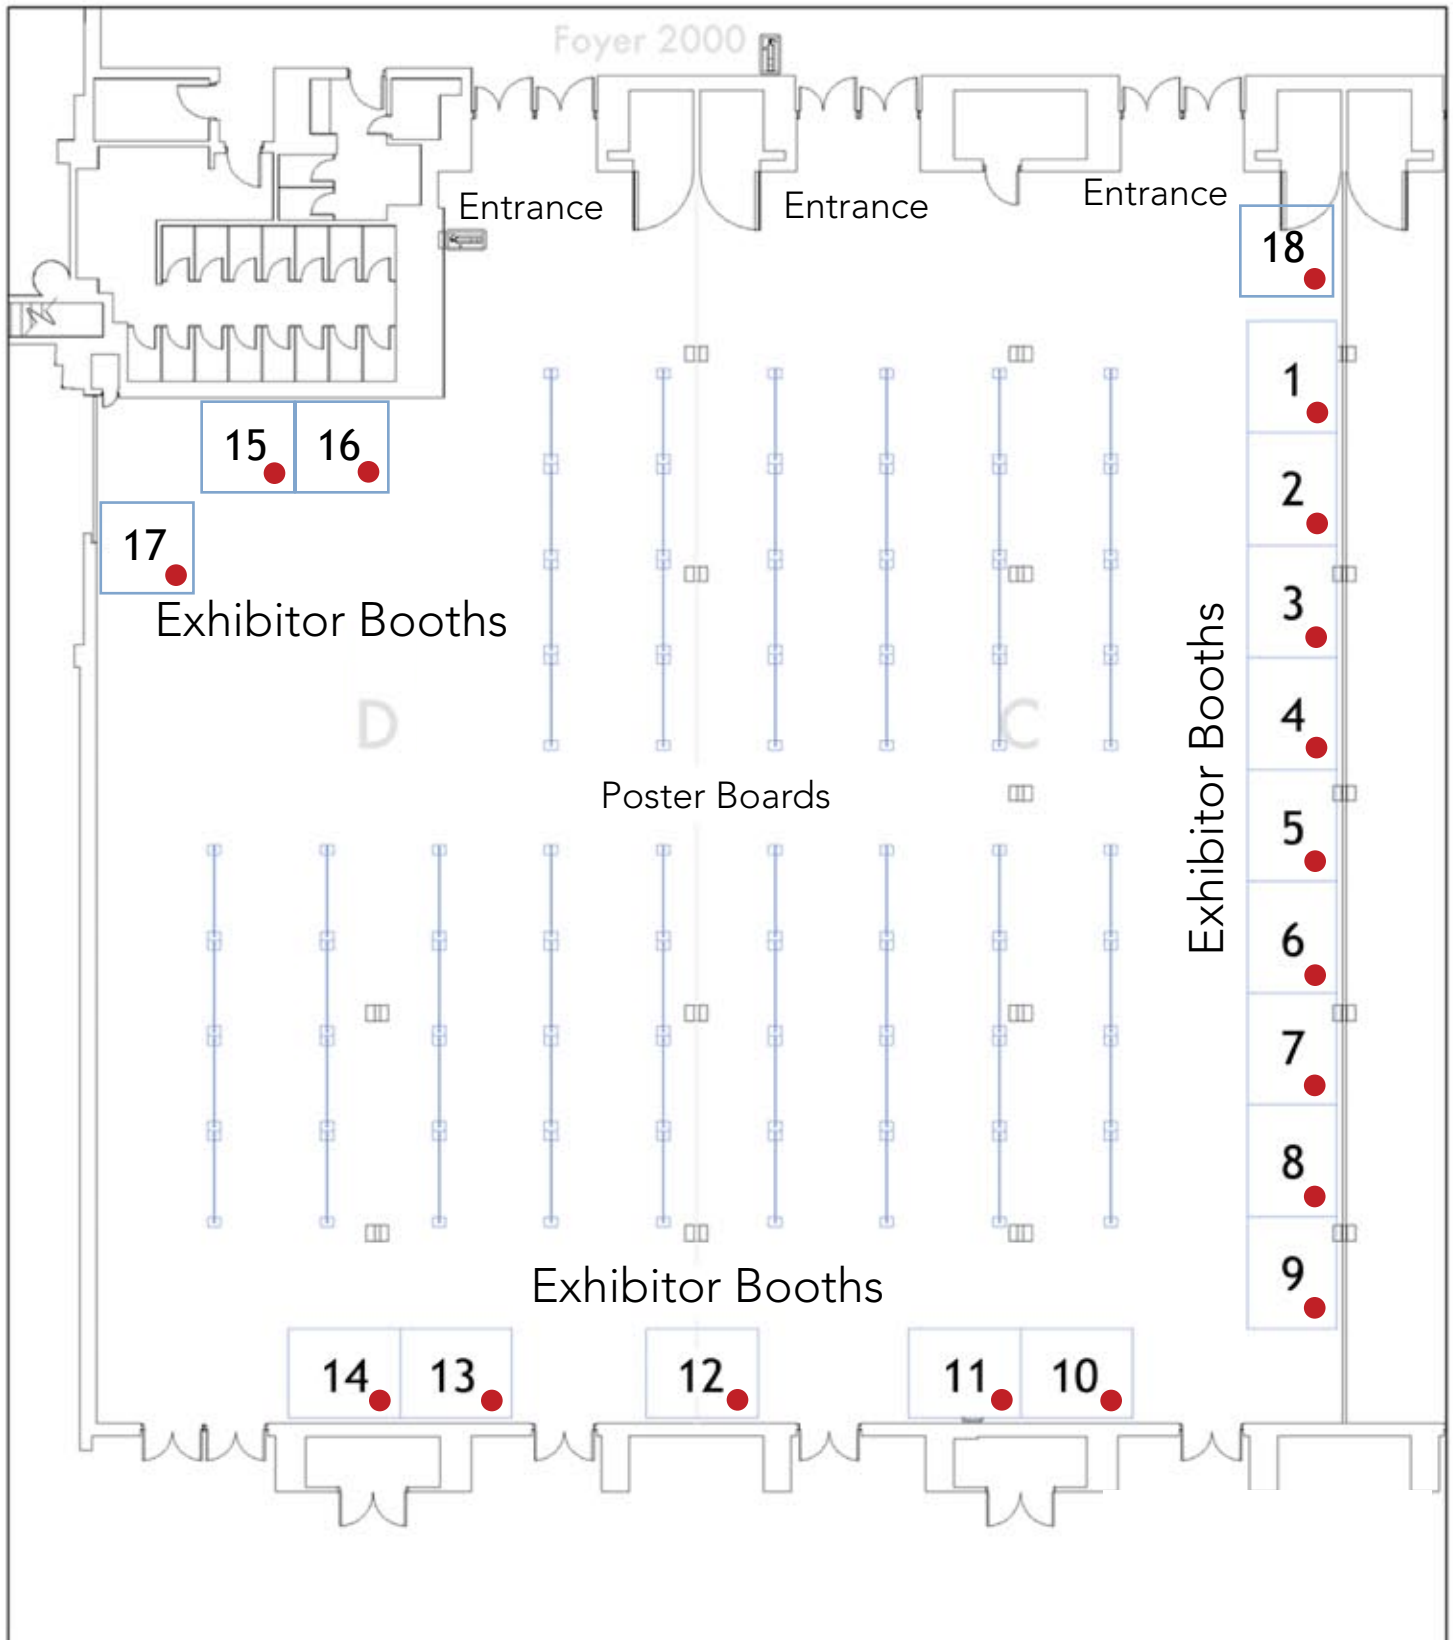 Foyer 2000
Entrance
Entrance
Entrance
18
1
15
16
2
17
3
Exhibitor Booths
D
C
4
Exhibitor Booths
Poster Boards
5
6
7
8
9
Exhibitor Booths
14
13
12
11
10